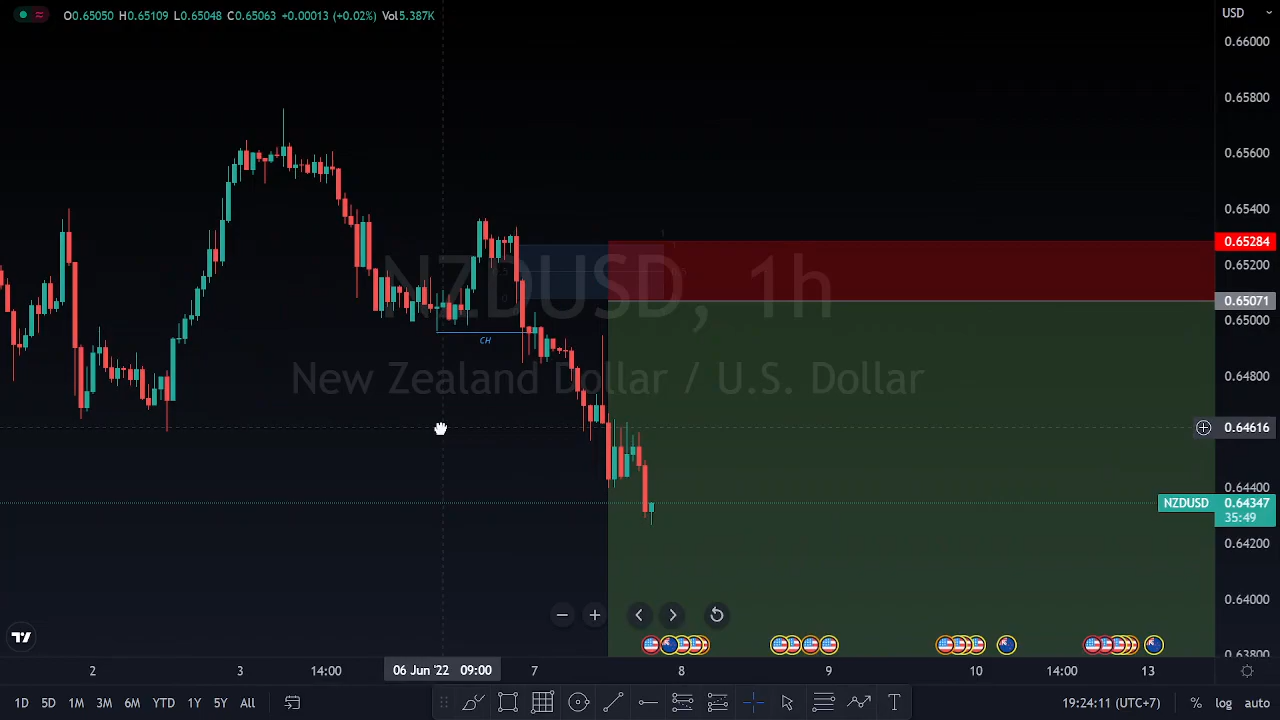 O0.65050 H0.65109 L0.65048 C0.65063 +0.00013 (+0.02%) Vol5.387K
USD
0.66000
0.65800
0.65600
0.65400
0.65284
0.65200
0.65071
0.65000
0.64800
0.64616
0.64400
NZDUSD 0.64347
35:49
0.64200
0.64000
0.63800
NZDUSD, 1h
New Zealand Dollar / U.S. Dollar
CH
2 3 14:00 06 Jun '22 09:00 7 8 9 10 14:00 13
1D 5D 1M 3M 6M YTD 1Y 5Y All
T
19:24:11 (UTC+7) % log auto